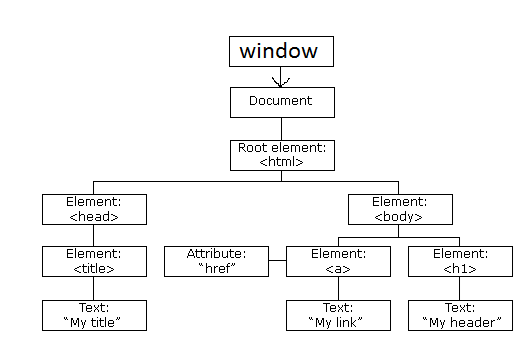 window
Document
Root element:
<html>
Element:
<head>
Element:
<body>
Element:
<title>
Attribute:
“href”
Element:
<a>
Element:
<h1>
Text:
“My title”
Text:
“My link”
Text:
“My header”